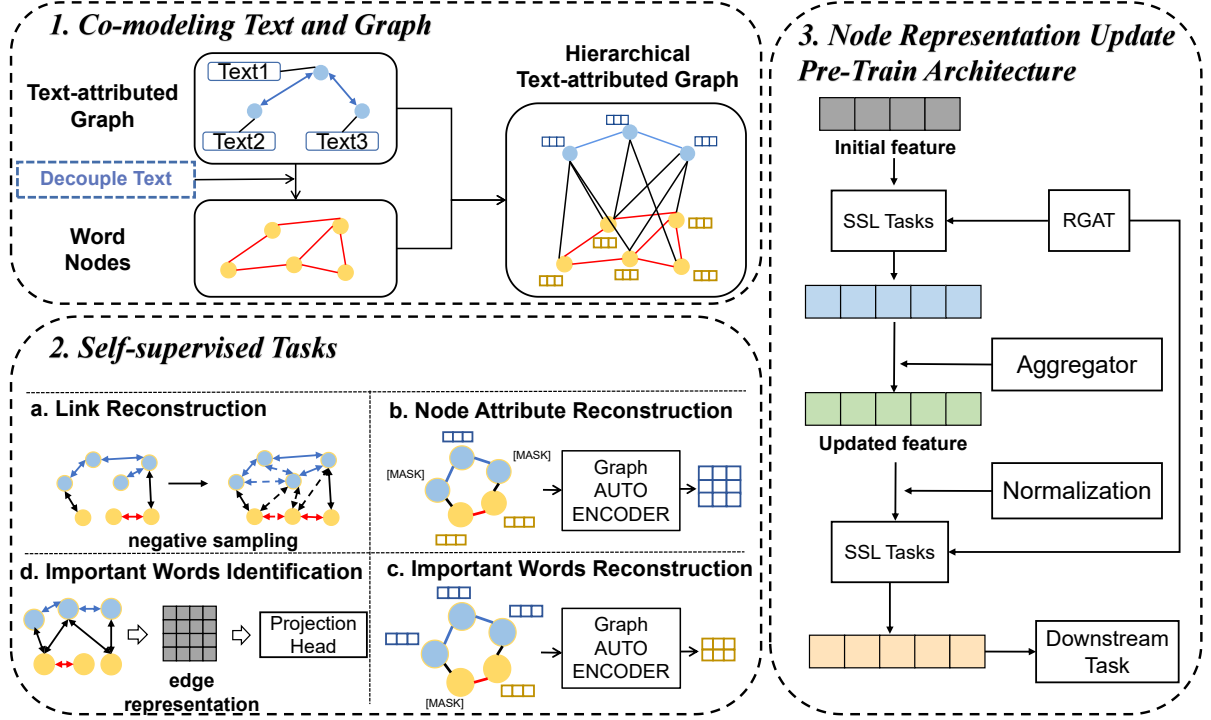 1. Co-modeling Text and Graph
Text-attributed
Graph
Text1
Text2
Text3
Decouple Text
Word
Nodes
Hierarchical
Text-attributed Graph
2. Self-supervised Tasks
a. Link Reconstruction
negative sampling
b. Node Attribute Reconstruction
[MASK]
[MASK]
Graph
AUTO
ENCODER
d. Important Words Identification
edge
representation
Projection
Head
c. Important Words Reconstruction
[MASK]
Graph
AUTO
ENCODER
3. Node Representation Update
Pre-Train Architecture
Initial feature
SSL Tasks
RGAT
Aggregator
Updated feature
Normalization
SSL Tasks
Downstream
Task